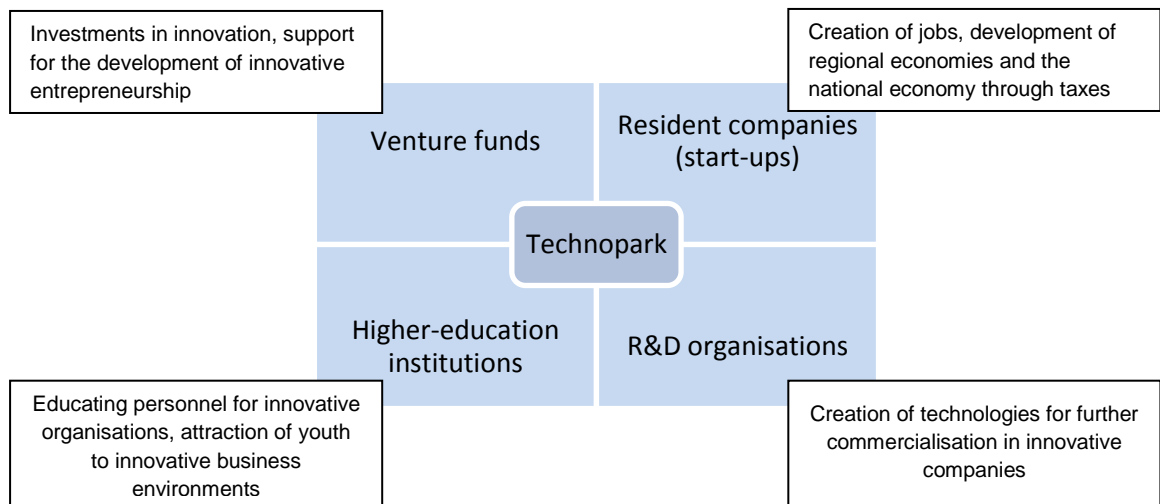 Investments in innovation, support
for the development of innovative
entrepreneurship
Creation of jobs, development of
regional economies and the
national economy through taxes
Venture funds
Resident companies
(start-ups)
Technopark
Higher-education
institutions
R&D organisations
Educating personnel for innovative
organisations, attraction of youth
to innovative business
environments
Creation of technologies for further
commercialisation in innovative
companies